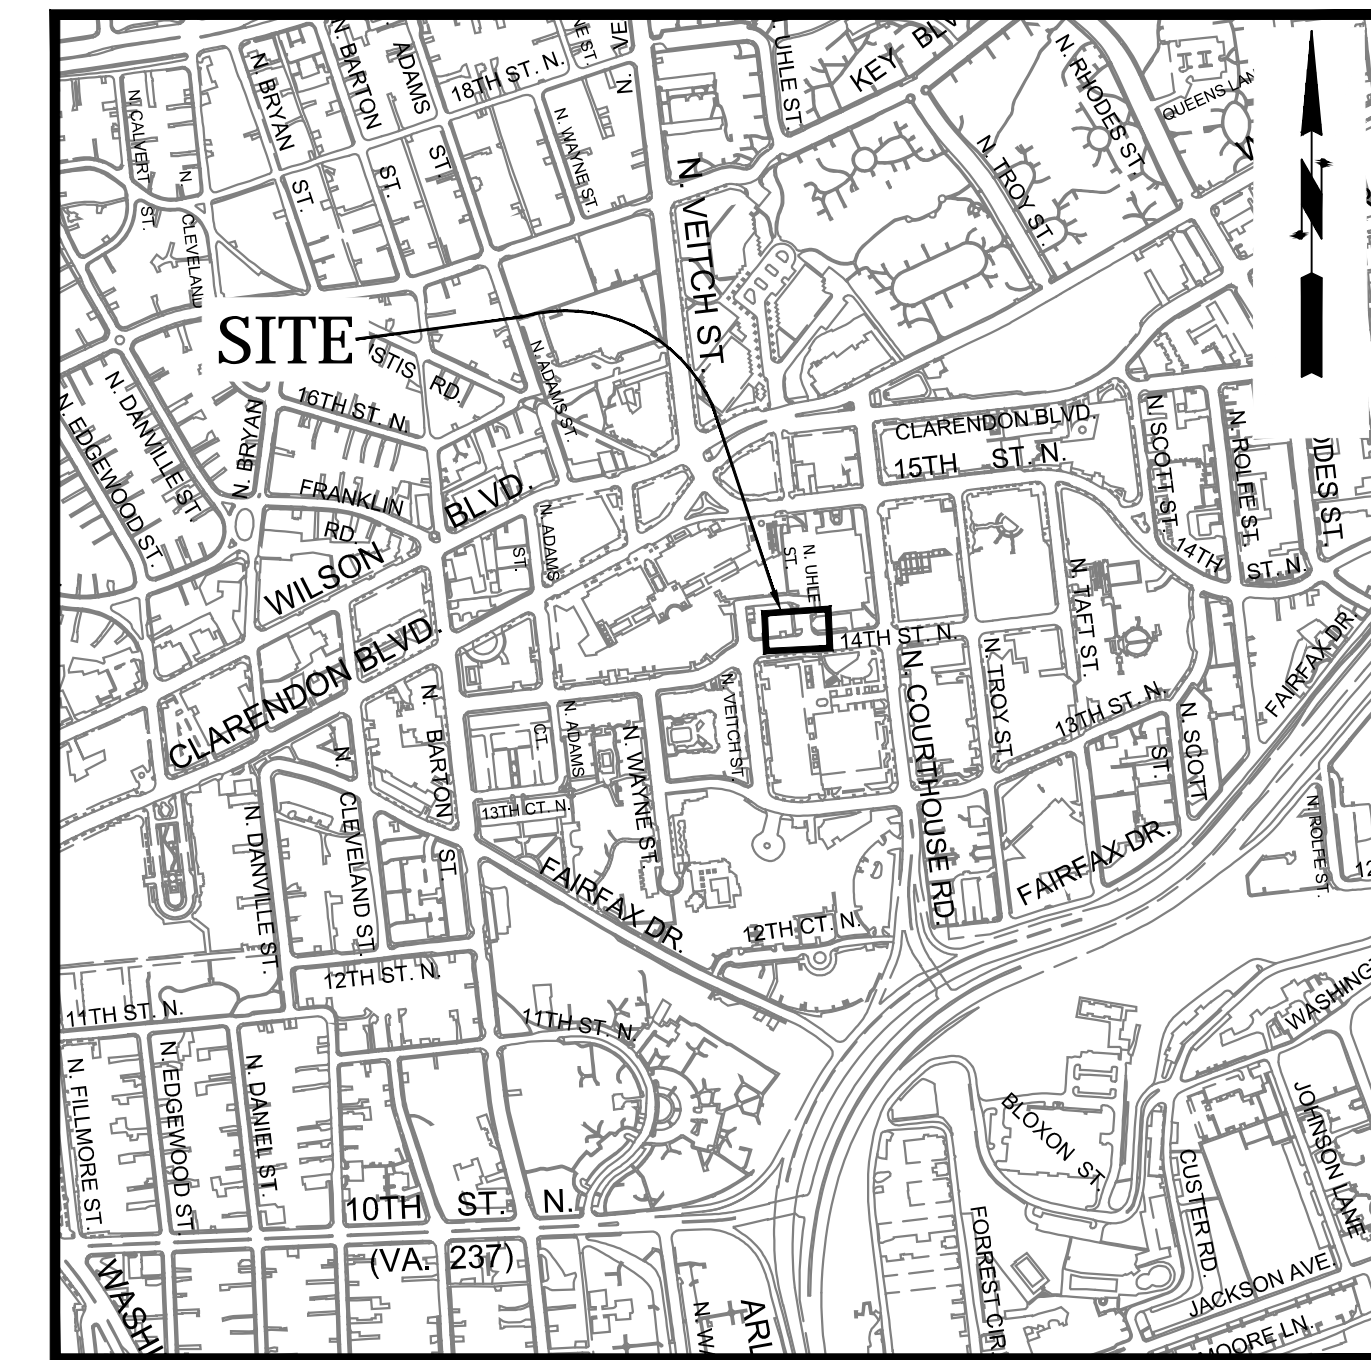 N. CALVERT
ST.
N. BRYAN
ST.
N. BARTON
ST.
ADAMS
ST.
18TH ST. N.
NE ST.
VE
N
N. WAYNE ST.
UHLE ST.
KEY
N. RHODES ST.
N. TROY ST.
N
CLEVELAND
N. VEITCH ST.
N
SITE
RD.
16TH ST. N.
N. ADAMS ST.
N. DANVILLE ST
N. EDGEWOOD ST.
N. BRYAN
FRANKLIN
RD.
WILSON
BLVD.
ST.
N. ADAMS
CLARENDON BLVD.
15TH ST. N.
N. SCOTT ST.
N. ROLFE ST.
ODES ST.
14TH
ST. N.
ST.
N. UHLE
N. TAFT ST.
14TH ST. N.
FAIRFAX DR.
CLARENDON BLVD.
N. COURTHOUSE RD.
N. TROY ST.
13TH ST. N.
N. SCOTT
ST.
N. BARTON
ST
N
CLEVELAND ST.
CT.
N. ADAMS
N. WAYNE ST.
N. VEITCH ST.
13TH CT. N.
N. DANVILLE ST.
FAIRFAX DR.
FAIRFAX DR.
N. ROLFE ST.
12TH CT. N.
12TH ST. N.
11TH ST. N.
11TH ST. N.
N. FILLMORE ST.
N. EDGEWOOD ST.
N. DANIEL ST.
BLOXON ST.
CUSTER RD.
JOHNSON LANE
10TH ST. N.
(VA. 237)
FORREST CIR.
JACKSON AVE.
MOORE LN.
ARL